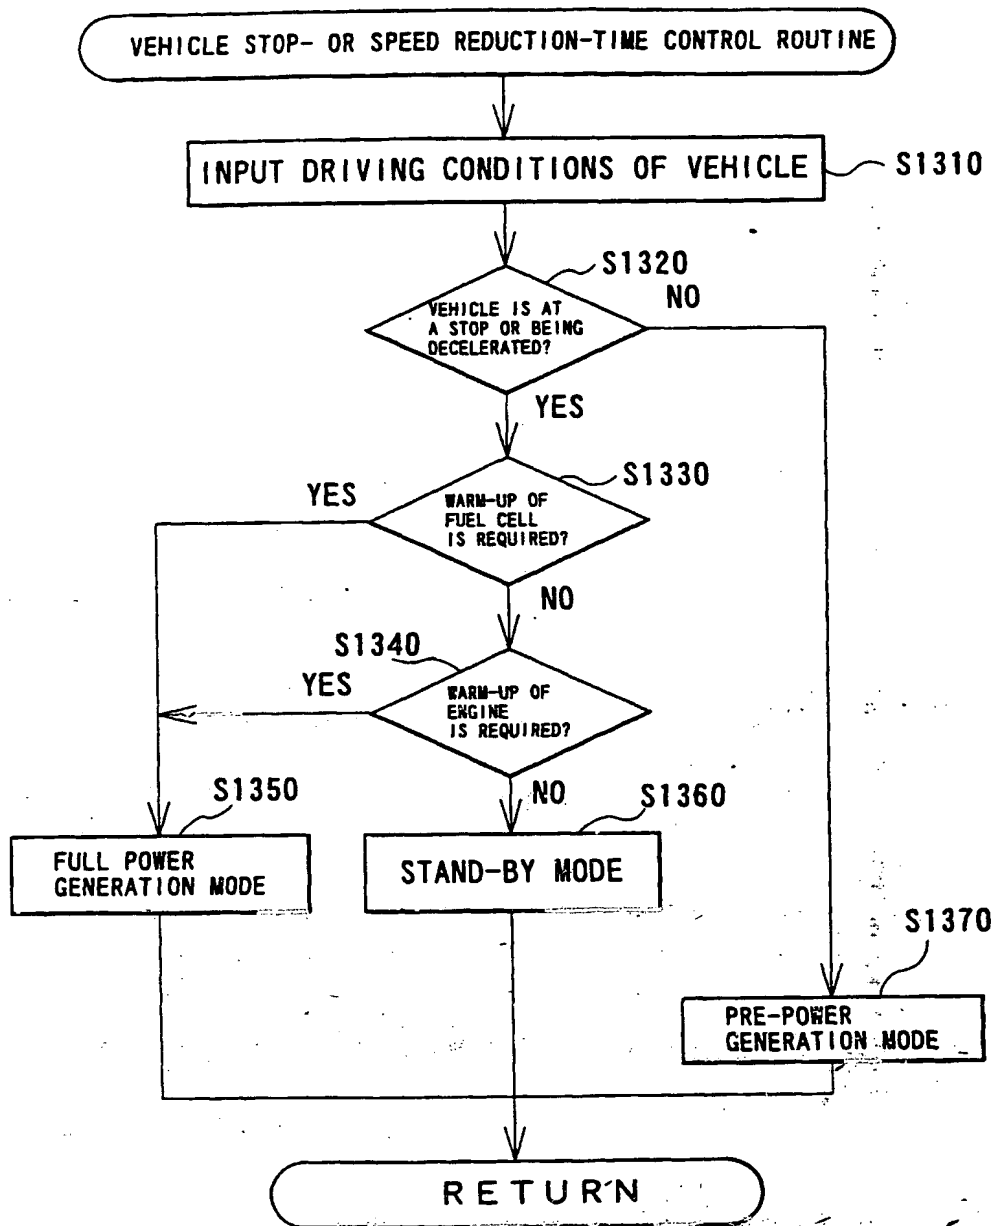 VEHICLE STOP- OR SPEED REDUCTION-TIME CONTROL ROUTINE
INPUT DRIVING CONDITIONS OF VEHICLE
S1310
S1320
NO
VEHICLE IS AT
A STOP OR BEING
DECELERATED?
YES
S1330
YES
WARM-UP OF
FUEL CELL
IS REQUIRED?
NO
S1340
YES
WARM-UP OF
ENGINE
IS REQUIRED?
NO
S1350
S1360
FULL POWER
GENERATION MODE
STAND-BY MODE
S1370
PRE-POWER
GENERATION MODE
RETURN